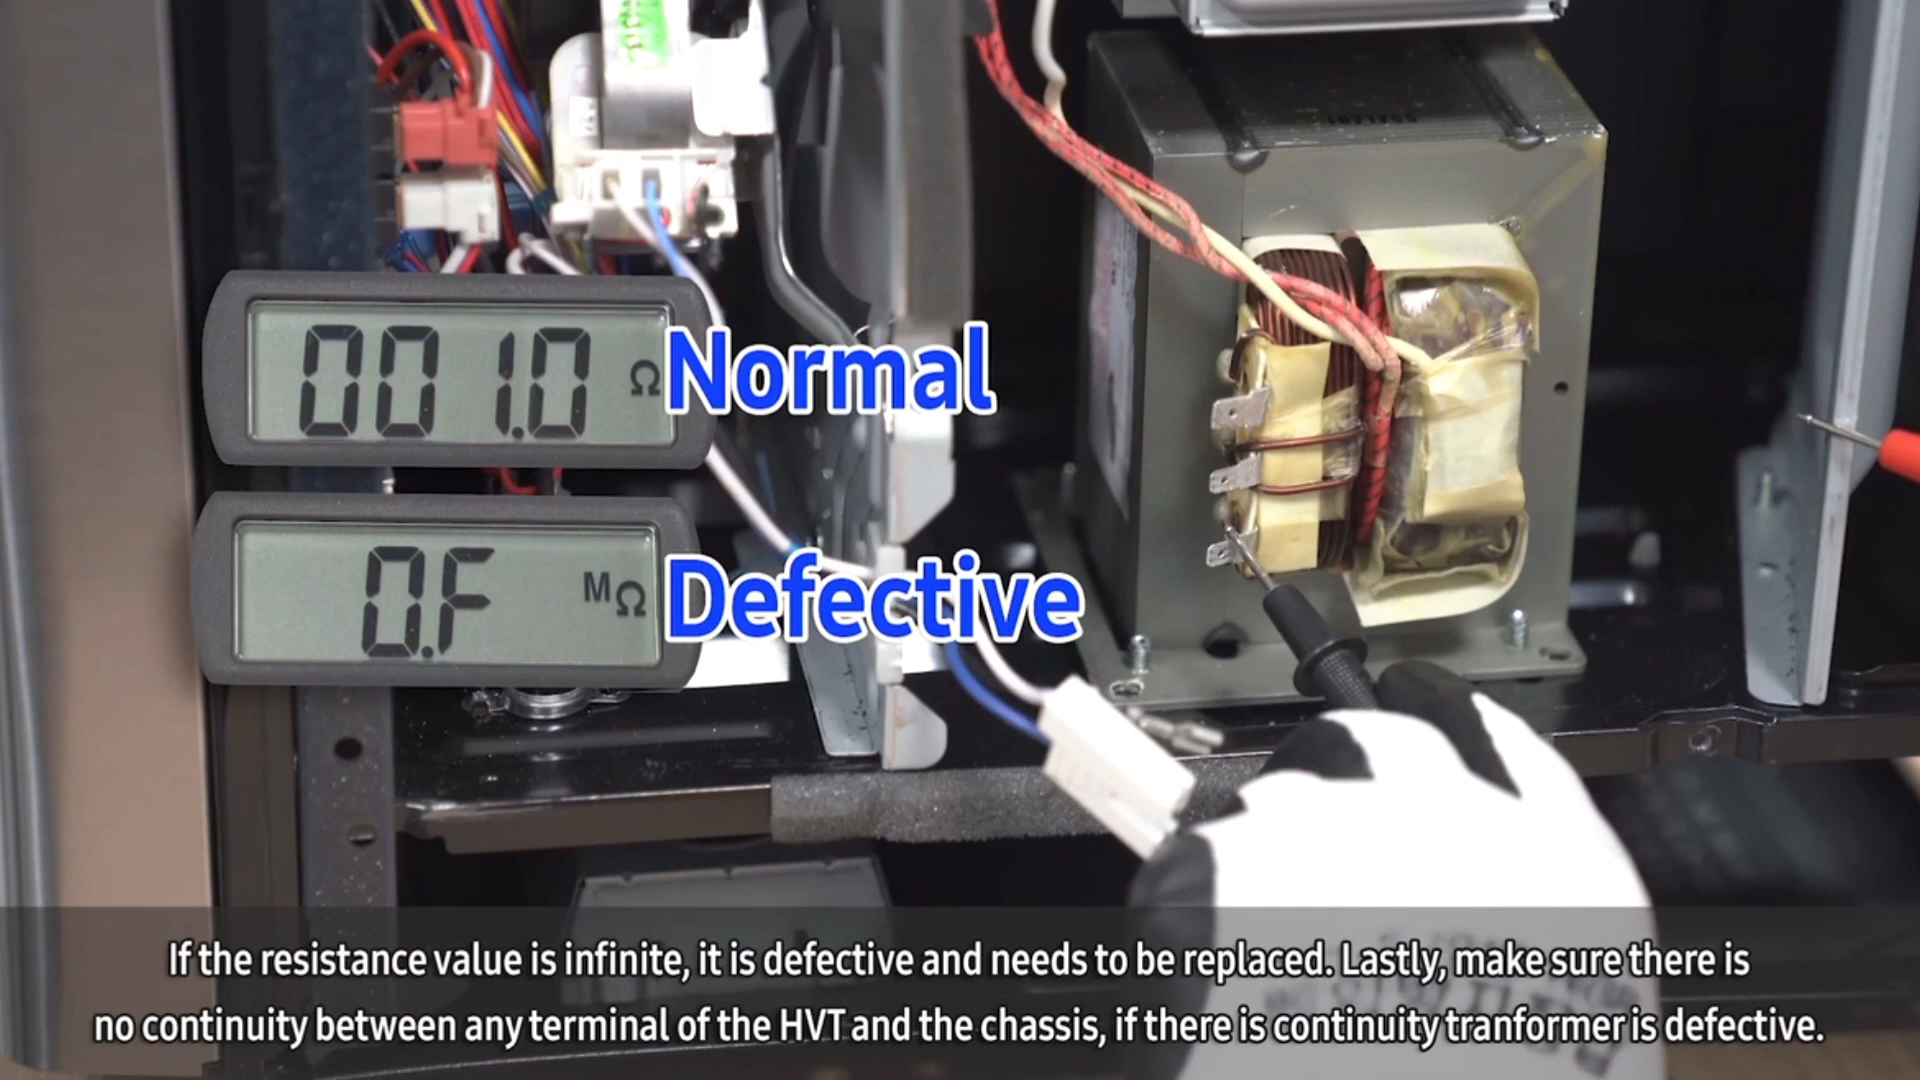 001.0 Ω Normal
0.F MΩ Defective
If the resistance value is infinite, it is defective and needs to be replaced. Lastly, make sure there is
no continuity between any terminal of the HVT and the chassis, if there is continuity tranformer is defective.